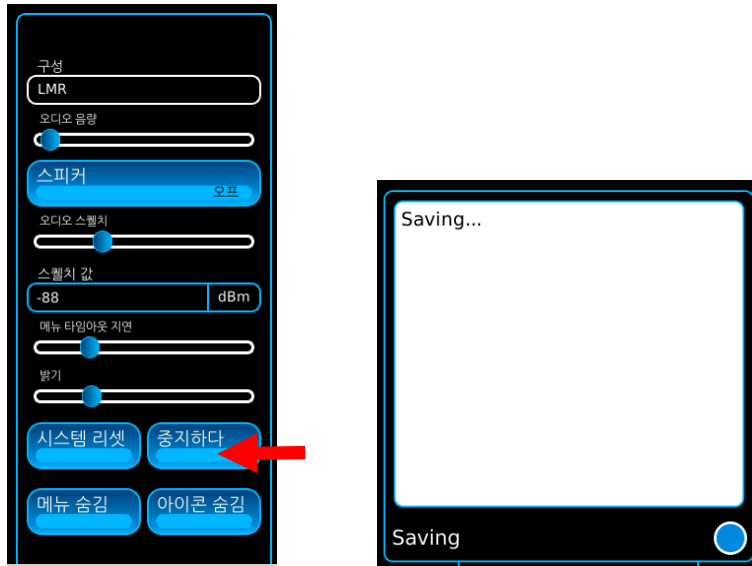 구성
LMR
오디오 음량
스피커
오프
오디오 스퀠치
스퀠치 값
-88 dBm
메뉴 타임아웃 지연
밝기
시스템 리셋 중지하다
메뉴 숨김 아이콘 숨김
Saving...
Saving